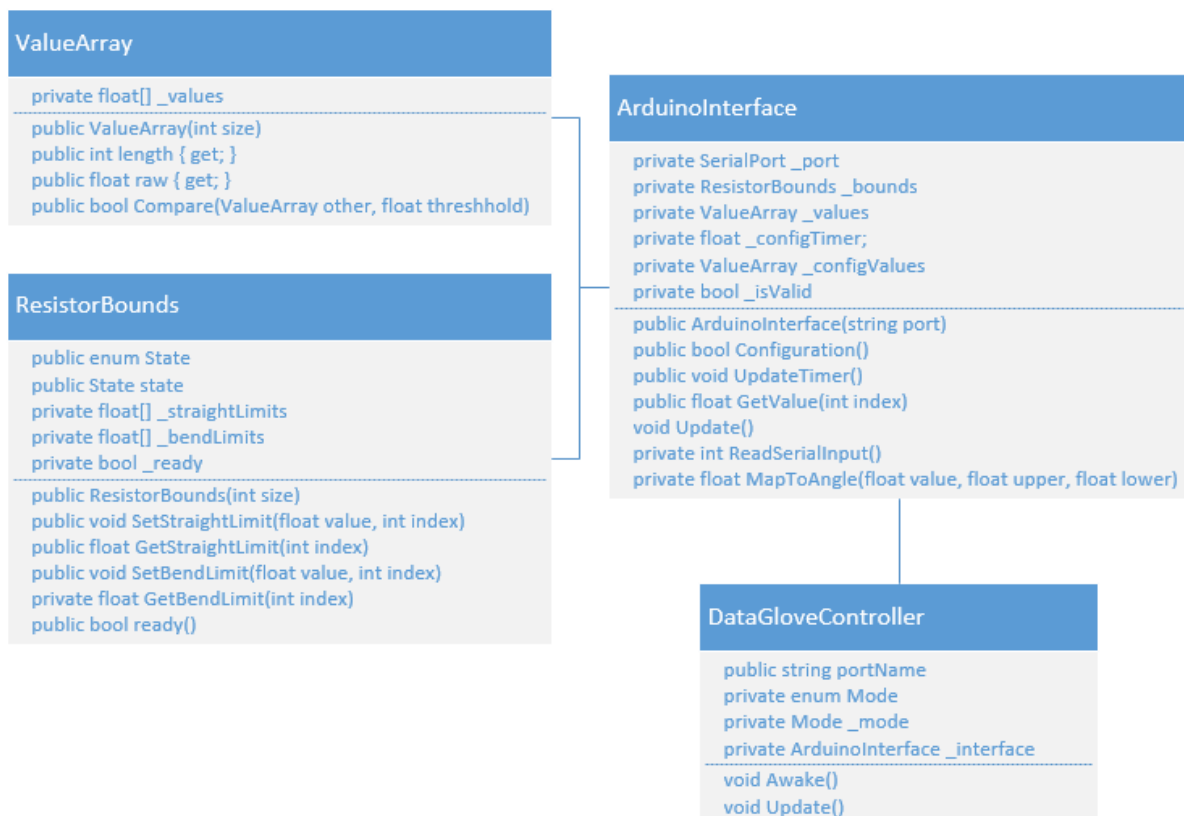 ValueArray
private float[] _values
public ValueArray(int size)
public int length { get; }
public float raw { get; }
public bool Compare(ValueArray other, float threshhold)
ResistorBounds
public enum State
public State state
private float[] _straightLimits
private float[] _bendLimits
private bool _ready
public ResistorBounds(int size)
public void SetStraightLimit(float value, int index)
public float GetStraightLimit(int index)
public void SetBendLimit(float value, int index)
private float GetBendLimit(int index)
public bool ready()
ArduinoInterface
private SerialPort _port
private ResistorBounds _bounds
private ValueArray _values
private float _configTimer;
private ValueArray _configValues
private bool _isValid
public ArduinoInterface(string port)
public bool Configuration()
public void UpdateTimer()
public float GetValue(int index)
void Update()
private int ReadSerialInput()
private float MapToAngle(float value, float upper, float lower)
DataGloveController
public string portName
private enum Mode
private Mode _mode
private ArduinoInterface _interface
void Awake()
void Update()